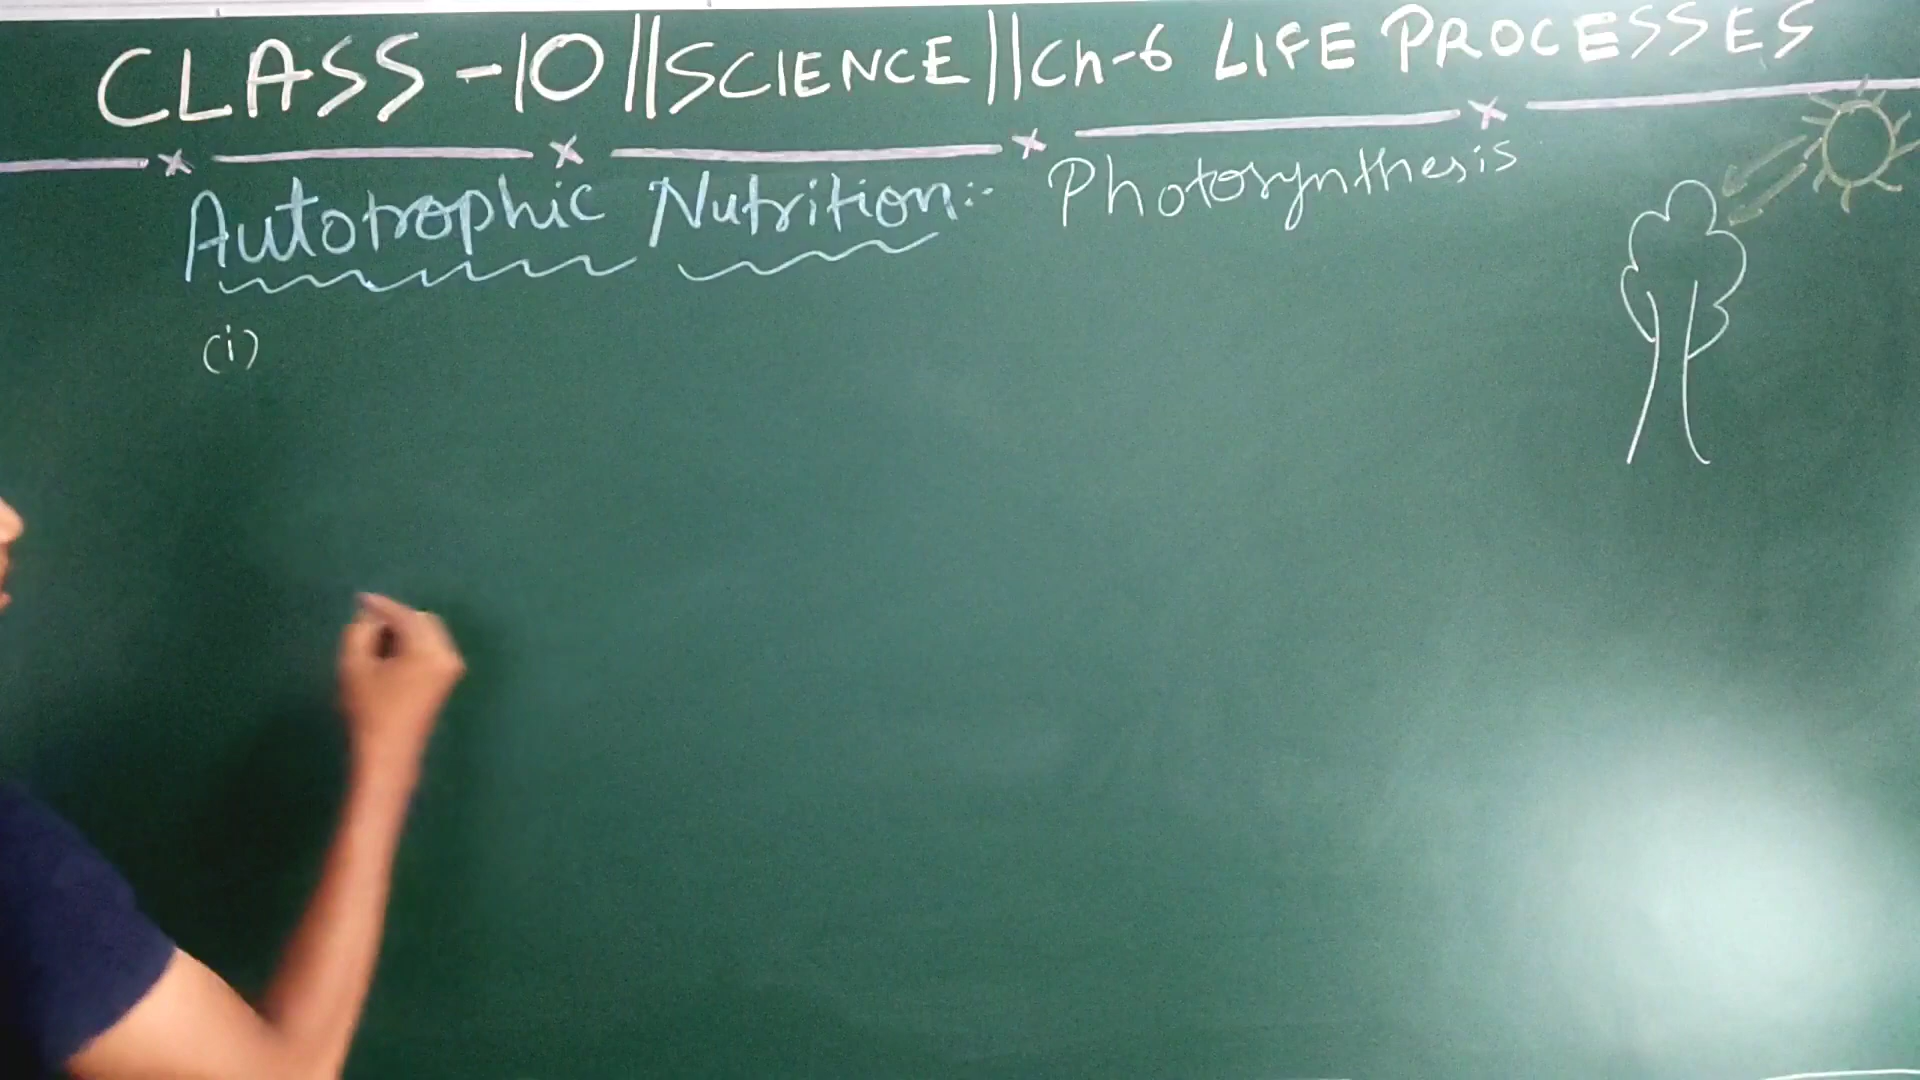 CLASS-10||SCIENCE||Ch-6 LIFE PROCESSES
Autotrophic Nutrition:- Photosynthesis
(i)